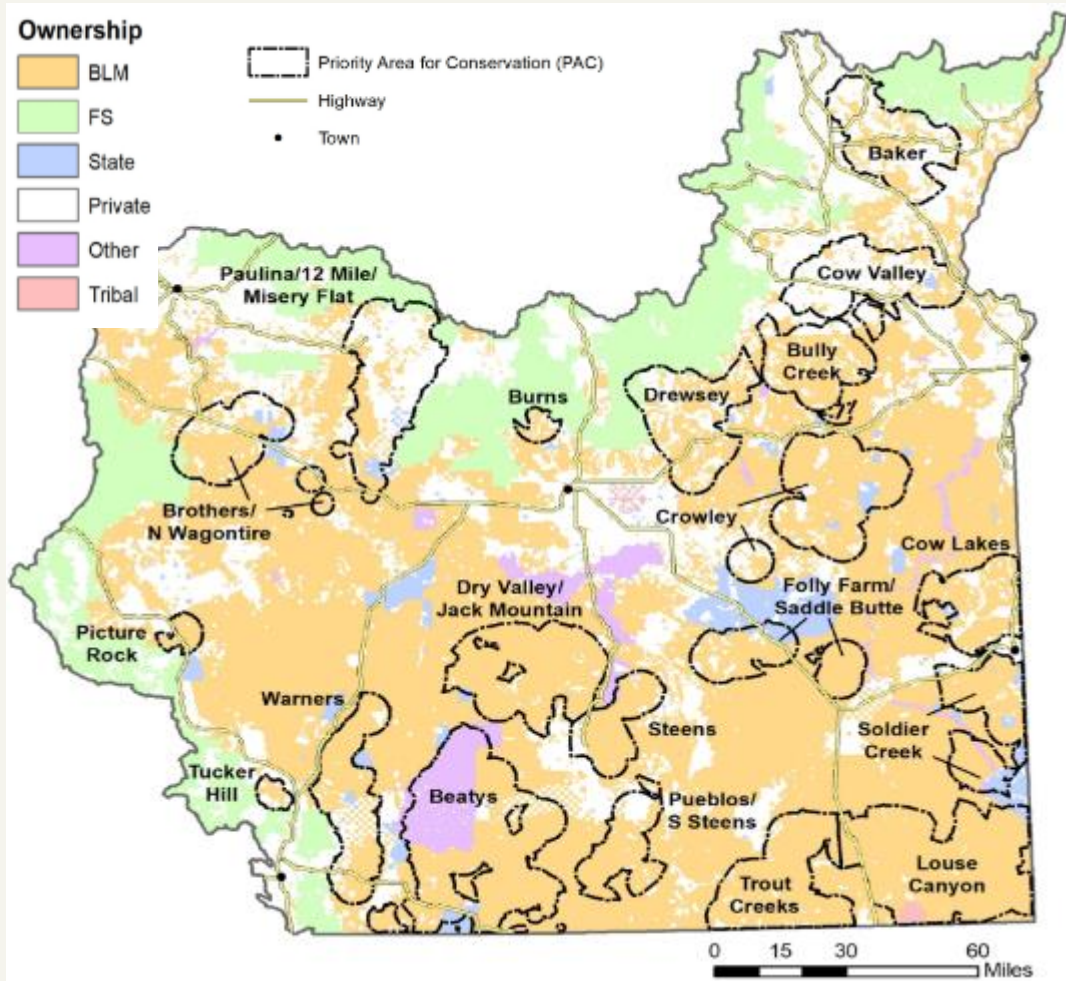 Ownership
BLM
FS
State
Private
Other
Tribal
Priority Area for Conservation (PAC)
Highway
Town
Baker
Cow Valley
Paulina/12 Mile/
Misery Flat
Bully
Creek
Drewsey
Burns
Brothers/
N Wagontire
Crowley
Cow Lakes
Dry Valley/
Jack Mountain
Folly Farm/
Saddle Butte
Picture
Rock
Warners
Steens
Soldier
Creek
Tucker
Hill
Beatys
Pueblos/
S Steens
Trout
Creeks
Louse
Canyon
0 15 30 60
Miles